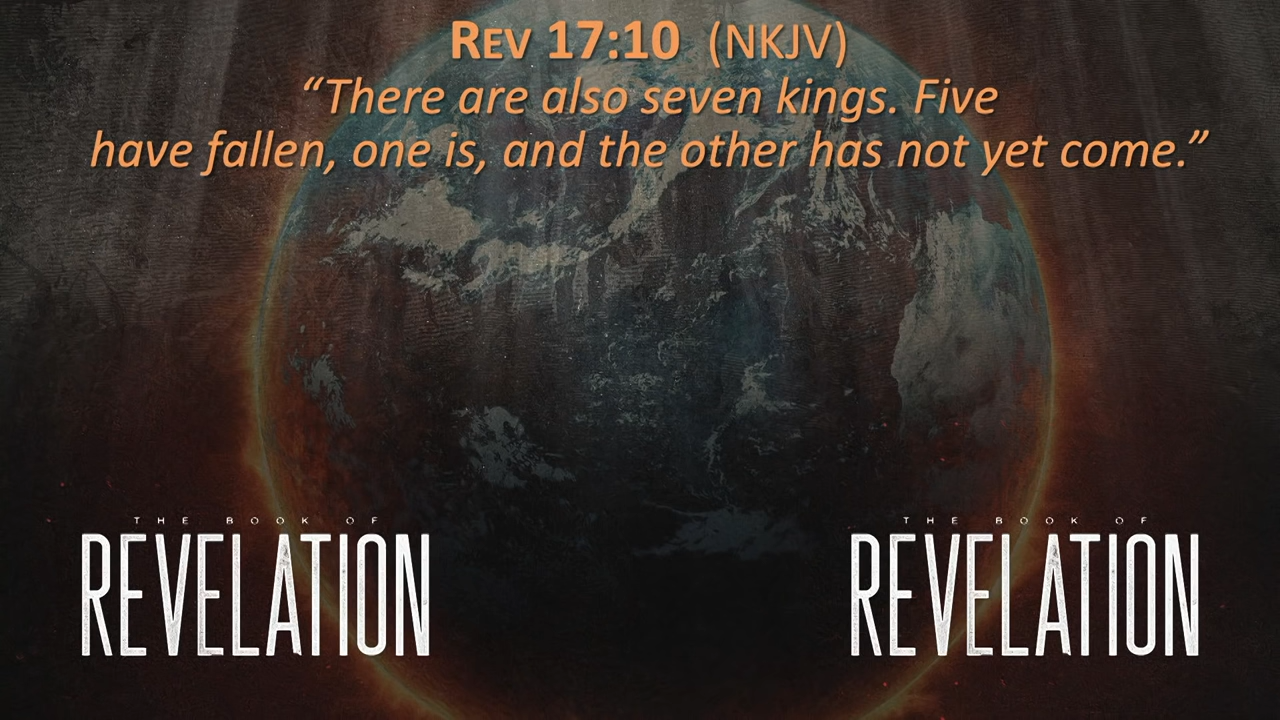 Rev 17:10 (NKJV)
“There are also seven kings. Five
have fallen, one is, and the other has not yet come.”
THE BOOK OF
REVELATION
THE BOOK OF
REVELATION